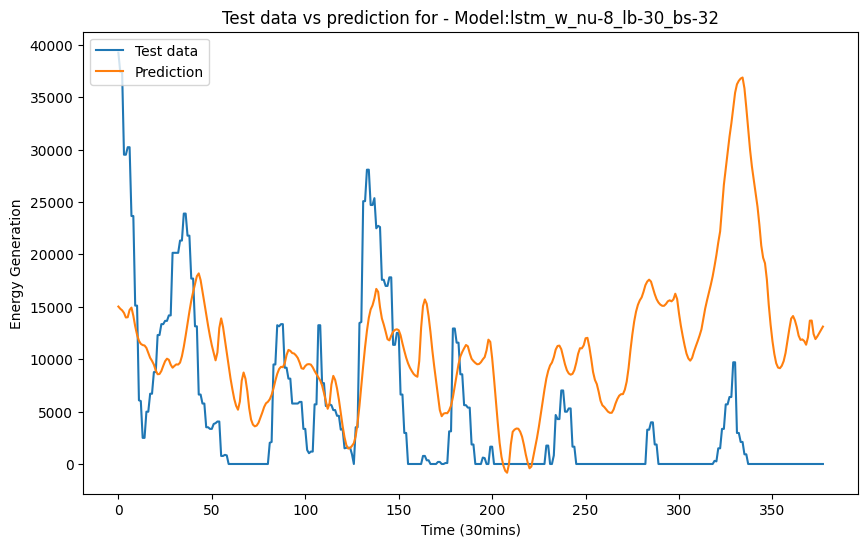 Test data vs prediction for - Model:lstm_w_nu-8_lb-30_bs-32
Test data
Prediction
40000
35000
30000
25000
20000
15000
10000
5000
0
Energy Generation
0 50 100 150 200 250 300 350
Time (30mins)